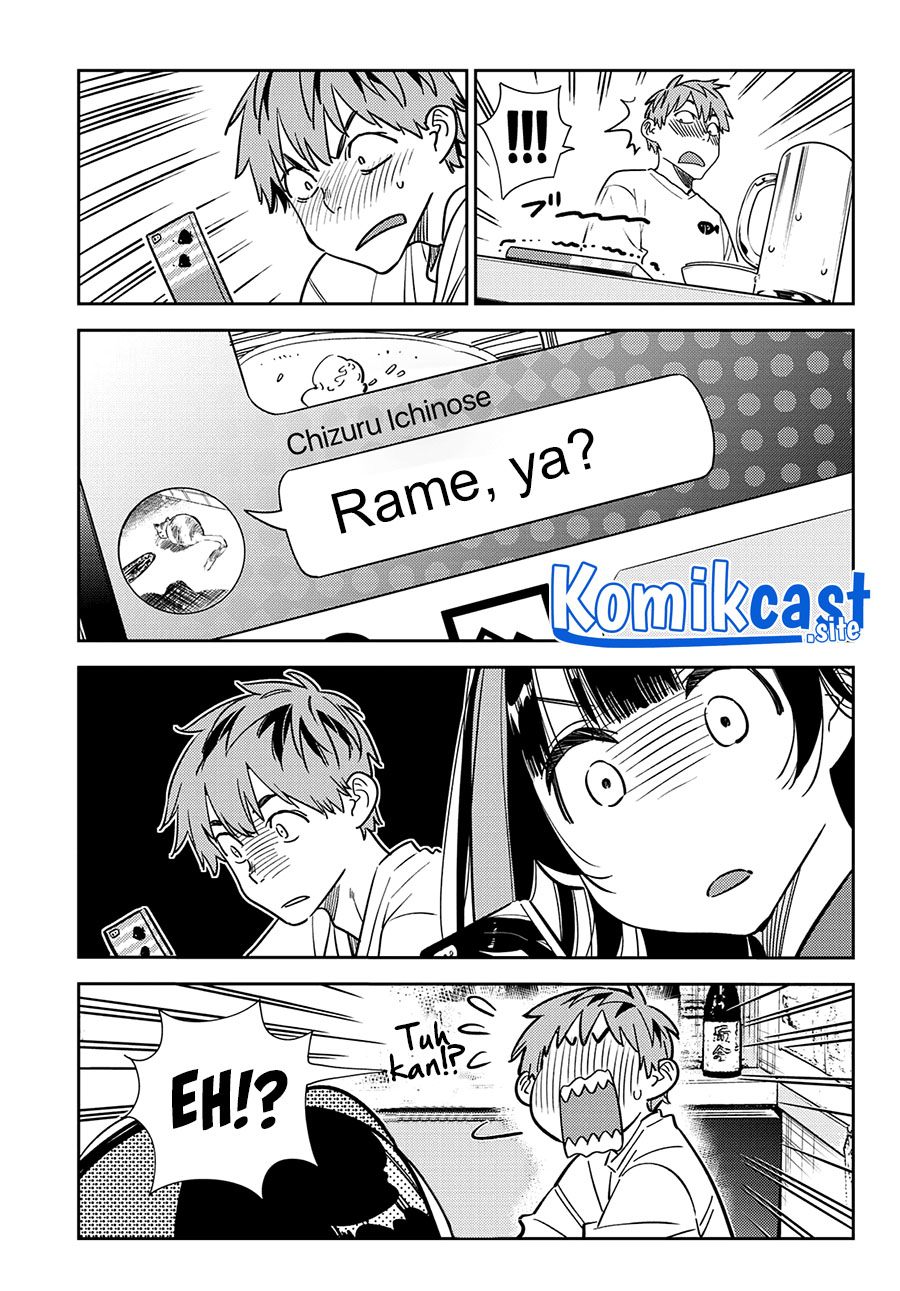 !!!
ブ
Chizuru Ichinose
Rame, ya?
Komikcast
.site
Tuh
kan!?
EH!?